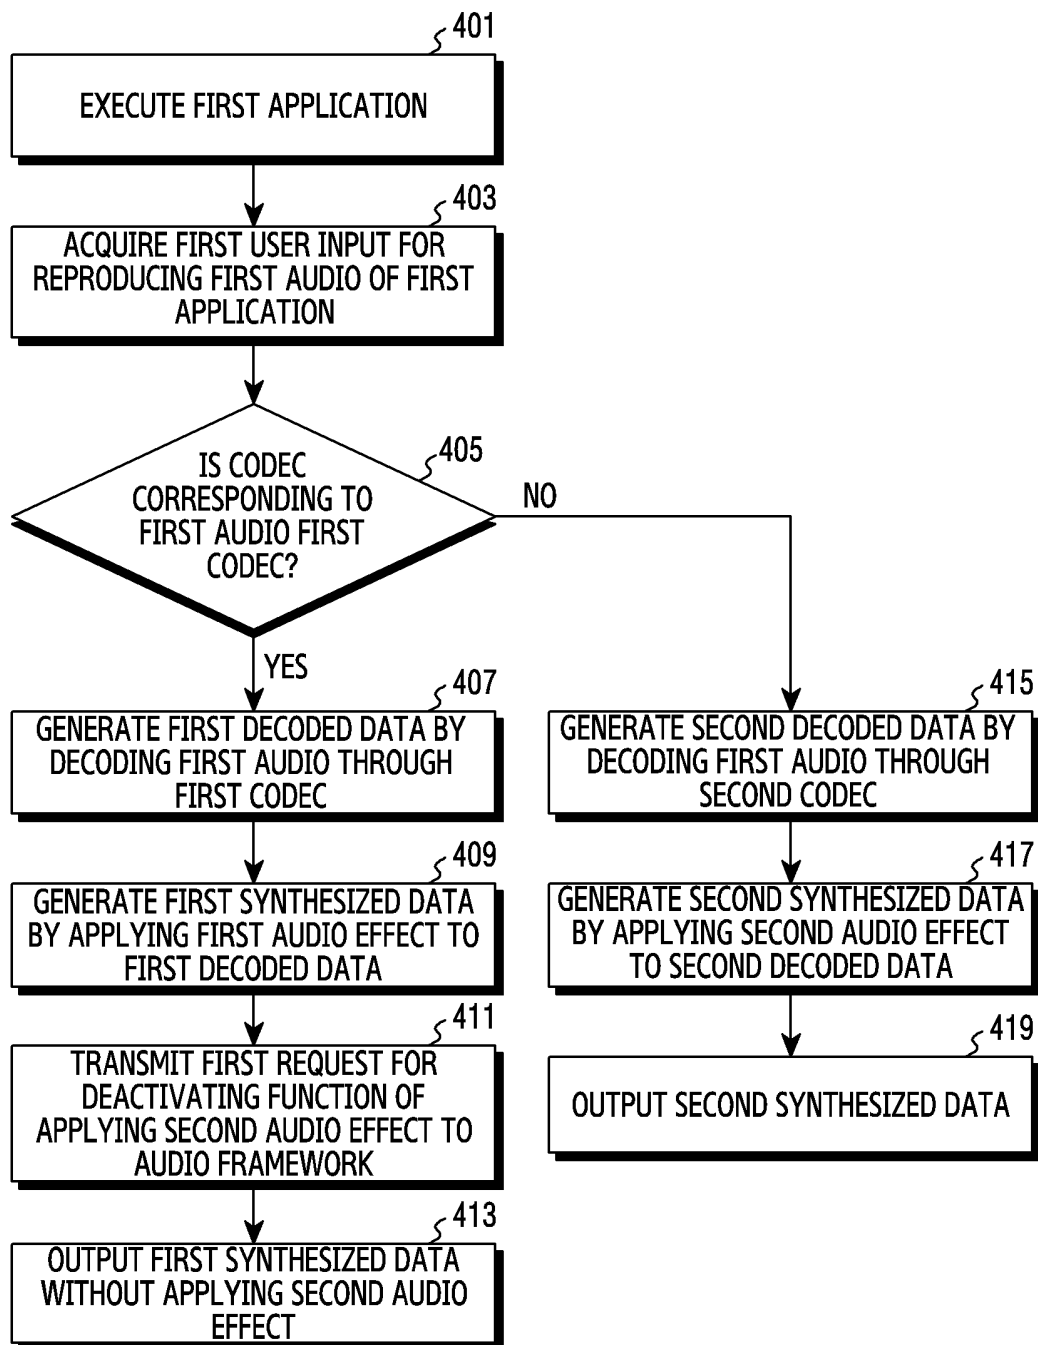 401
EXECUTE FIRST APPLICATION
403
ACQUIRE FIRST USER INPUT FOR
REPRODUCING FIRST AUDIO OF FIRST
APPLICATION
405
IS CODEC
CORRESPONDING TO
FIRST AUDIO FIRST
CODEC?
NO
YES
407
GENERATE FIRST DECODED DATA BY
DECODING FIRST AUDIO THROUGH
FIRST CODEC
409
GENERATE FIRST SYNTHESIZED DATA
BY APPLYING FIRST AUDIO EFFECT TO
FIRST DECODED DATA
411
TRANSMIT FIRST REQUEST FOR
DEACTIVATING FUNCTION OF
APPLYING SECOND AUDIO EFFECT TO
AUDIO FRAMEWORK
413
OUTPUT FIRST SYNTHESIZED DATA
WITHOUT APPLYING SECOND AUDIO
EFFECT
415
GENERATE SECOND DECODED DATA BY
DECODING FIRST AUDIO THROUGH
SECOND CODEC
417
GENERATE SECOND SYNTHESIZED DATA
BY APPLYING SECOND AUDIO EFFECT
TO SECOND DECODED DATA
419
OUTPUT SECOND SYNTHESIZED DATA